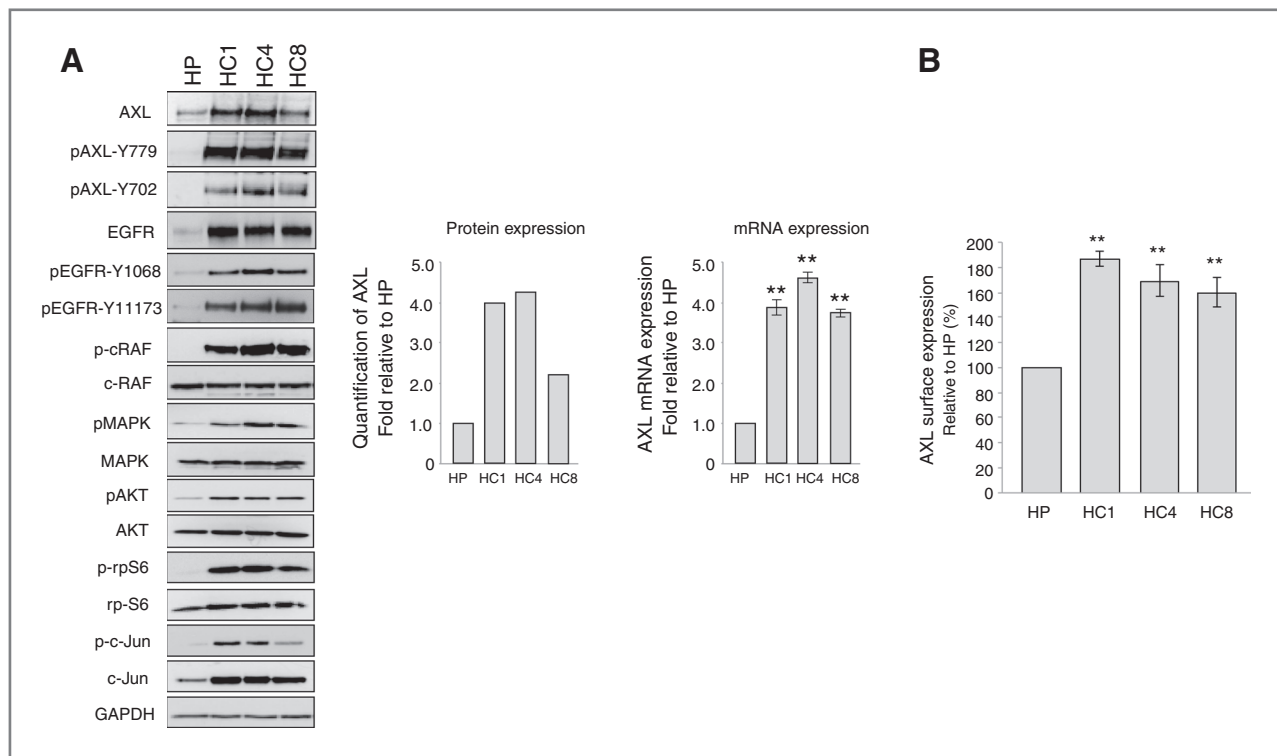 A
HP HC1 HC4 HC8
AXL
pAXL-Y779
pAXL-Y702
EGFR
pEGFR-Y1068
pEGFR-Y11173
p-cRAF
c-RAF
pMAPK
MAPK
pAKT
AKT
p-rpS6
rp-S6
p-c-Jun
c-Jun
GAPDH
Protein expression
Quantification of AXL
Fold relative to HP
5.0
4.0
3.0
2.0
1.0
0
HP HC1 HC4 HC8
mRNA expression
AXL mRNA expression
Fold relative to HP
5.0
4.0
3.0
2.0
1.0
0
** ** **
HP HC1 HC4 HC8
B
AXL surface expression
Relative to HP (%)
200
180
160
140
120
100
80
60
40
20
0
** ** **
HP HC1 HC4 HC8